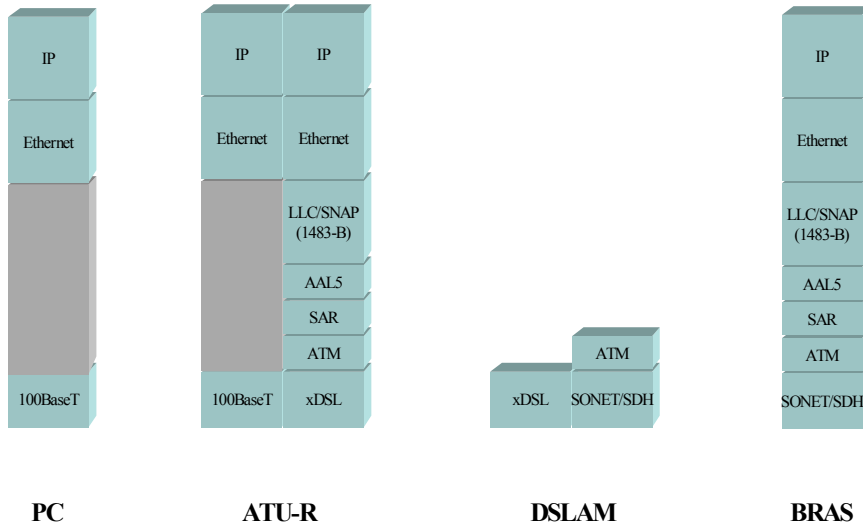 IP
Ethernet
100BaseT
PC
IP
Ethernet
100BaseT
IP
Ethernet
LLC/SNAP
(1483-B)
AAL5
SAR
ATM
xDSL
ATU-R
xDSL
ATM
SONET/SDH
DSLAM
IP
Ethernet
LLC/SNAP
(1483-B)
AAL5
SAR
ATM
SONET/SDH
BRAS